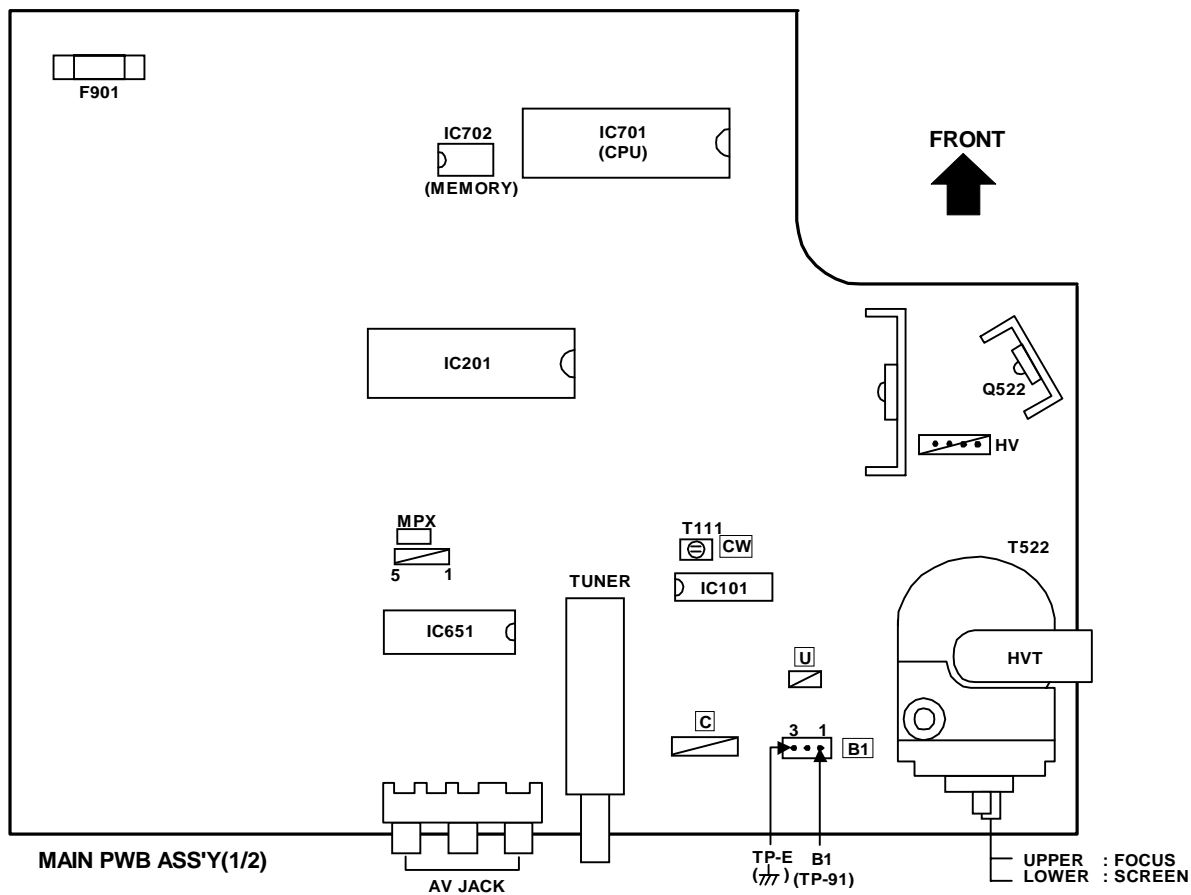 F901
IC702
(MEMORY)
IC701
(CPU)
FRONT
IC201
Q522
HV
MPX
5 1
T111
CW
T522
TUNER
IC101
IC651
HVT
U
C
3 1
B1
TP-E
B1
(TP-91)
UPPER : FOCUS
LOWER : SCREEN
MAIN PWB ASS'Y(1/2)
AV JACK